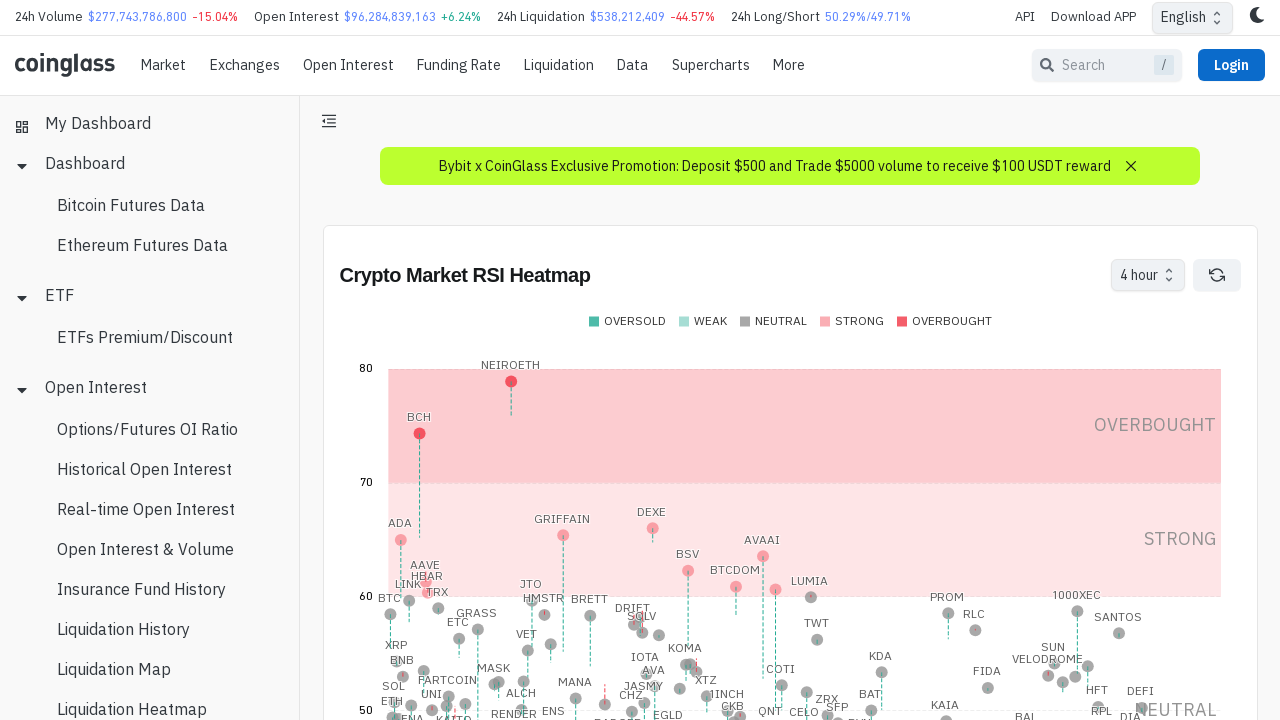 24h Volume $277,743,786,800 -15.04% Open Interest $96,284,839,163 +6.24% 24h Liquidation $538,212,409 -44.57% 24h Long/Short 50.29%/49.71% API Download APP English
coinglass Market Exchanges Open Interest Funding Rate Liquidation Data Supercharts More Search / Login
My Dashboard
Dashboard
Bitcoin Futures Data
Ethereum Futures Data
ETF
ETFs Premium/Discount
Open Interest
Options/Futures OI Ratio
Historical Open Interest
Real-time Open Interest
Open Interest & Volume
Insurance Fund History
Liquidation History
Liquidation Map
Liquidation Heatmap
Bybit x CoinGlass Exclusive Promotion: Deposit $500 and Trade $5000 volume to receive $100 USDT reward
Crypto Market RSI Heatmap 4 hour
OVERSOLD WEAK NEUTRAL STRONG OVERBOUGHT
80
NEIROETH
BCH
OVERBOUGHT
70
DEXE
GRIFFAIN
ADA
STRONG
AVAAI
BSV
AAVE
BTCDOM
HBAR
LUMIA
LINK
JTO
TRX
60
BTC
HMSTR
BRETT
PROM
1000XEC
DRIFT
GRASS
RLC
SOLV
SANTOS
ETC
TWT
VET
XRP
KOMA
SUN
IOTA
KDA
BNB
VELODROME
MASK
AVA
COTI
FIDA
FARTCOIN
XTZ
MANA
SOL
JASMY
HFT
DEFI
UNI
ALCH
CHZ
1INCH
BAT
ETH
ZRX
CKB
KAIA
SFP
50
RENDER
ENS
QNT
CELO
RPL
NEUTRAL
EGLD